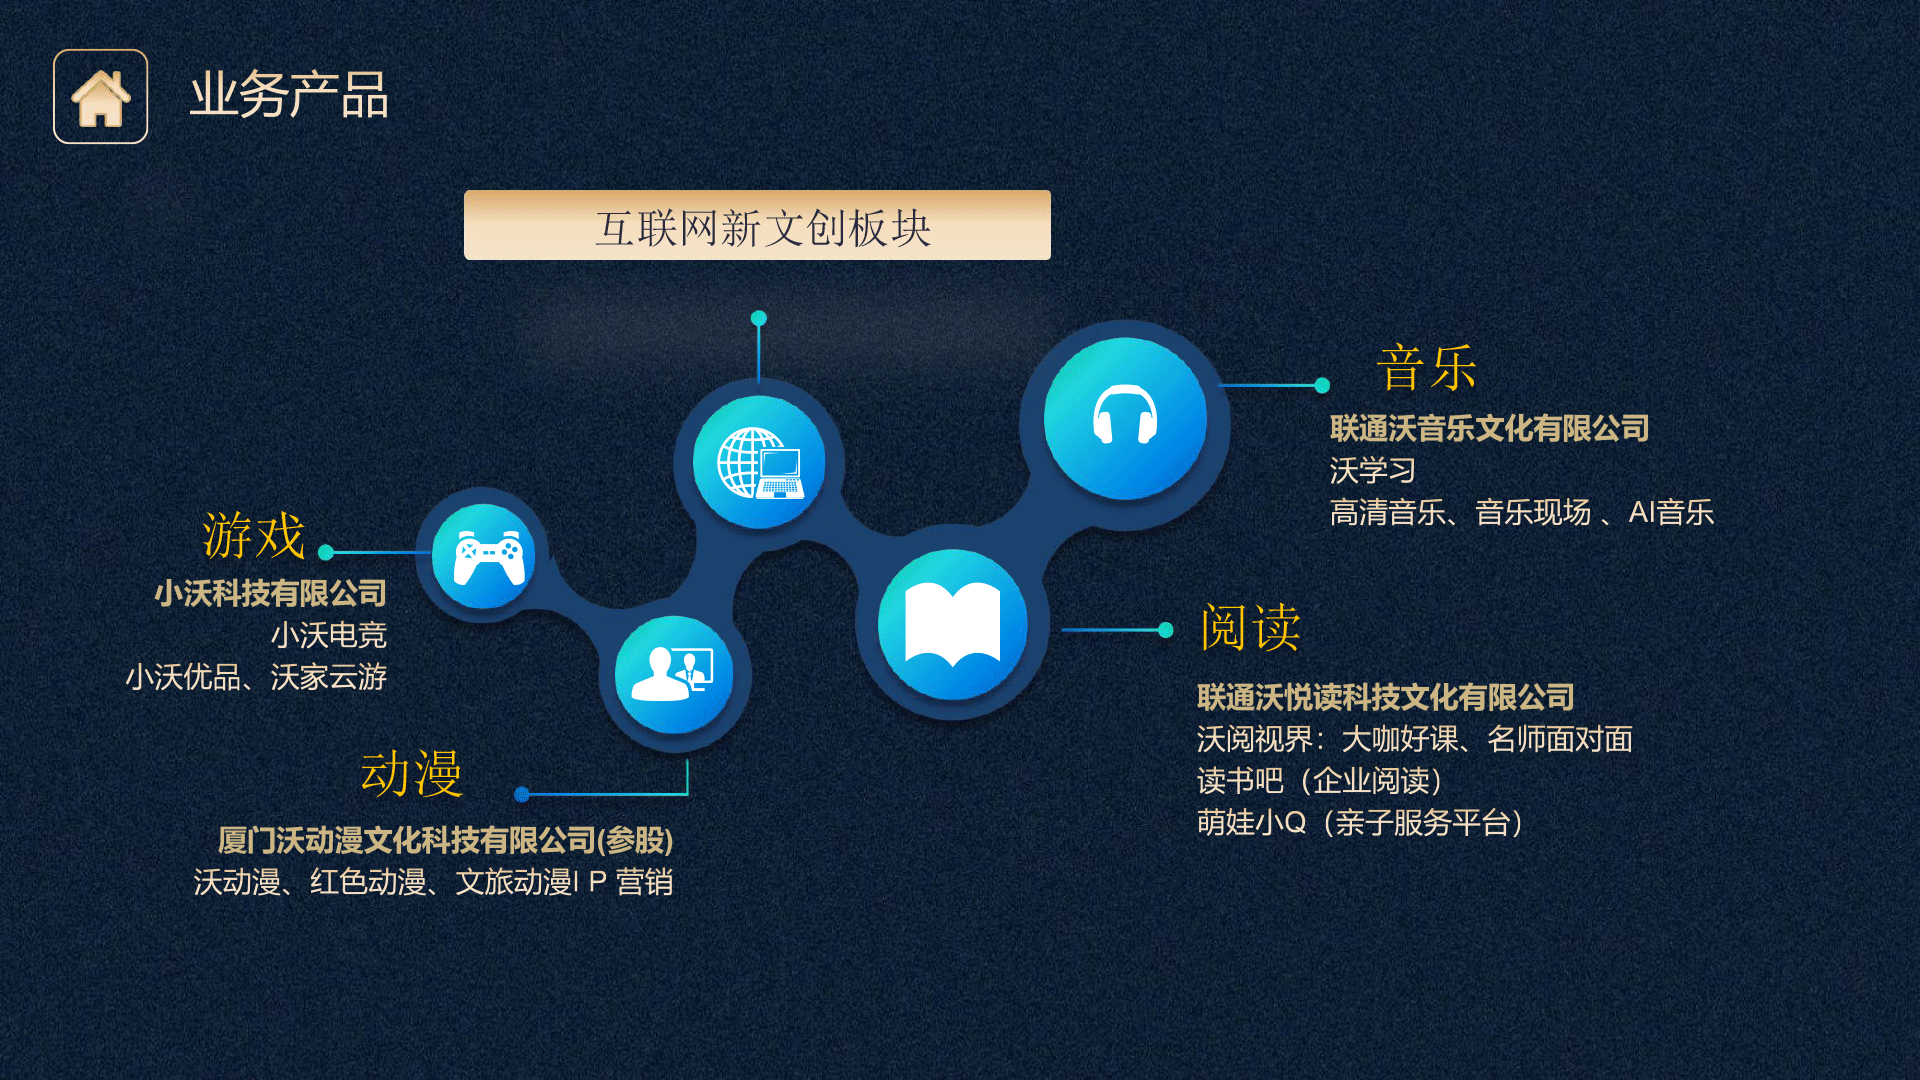 业务产品
互联网新文创板块
音乐
联通沃音乐文化有限公司
沃学习
高清音乐、音乐现场 、AI音乐
游戏
小沃科技有限公司
小沃电竞
小沃优品、沃家云游
阅读
联通沃悦读科技文化有限公司
沃阅视界：大咖好课、名师面对面
读书吧（企业阅读）
萌娃小Q（亲子服务平台）
动漫
厦门沃动漫文化科技有限公司(参股)
沃动漫、红色动漫、文旅动漫I P 营销